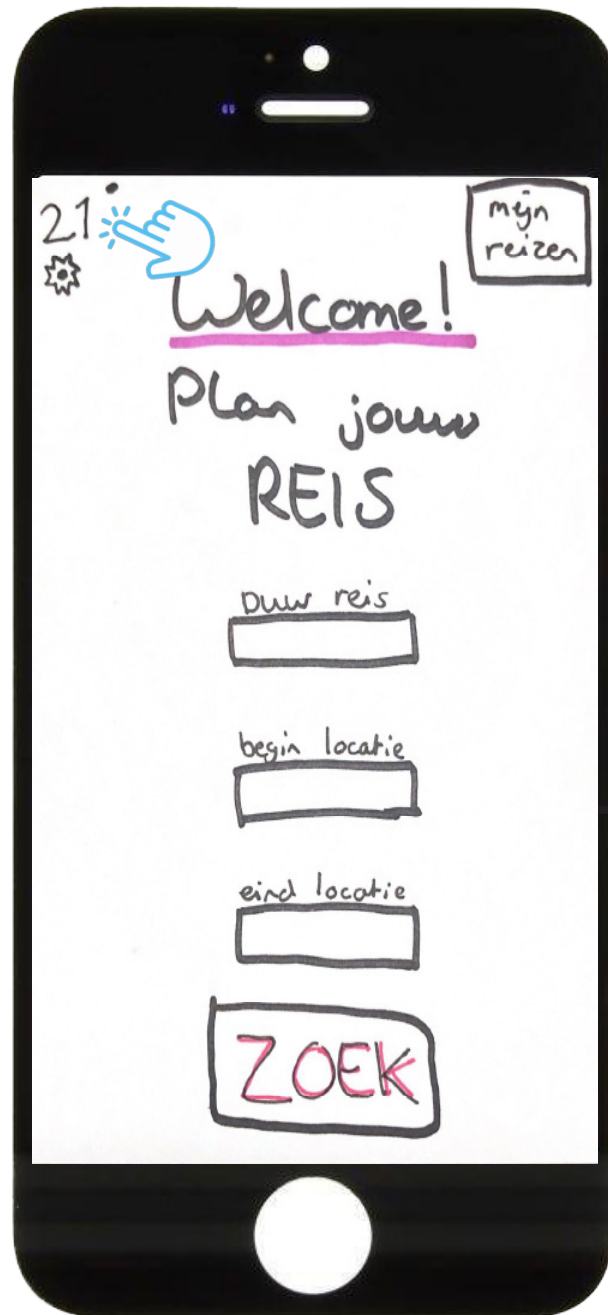 21°
mijn
reizen
Welcome!
Plan jouw
REIS
Duur reis
begin locatie
eind locatie
ZOEK